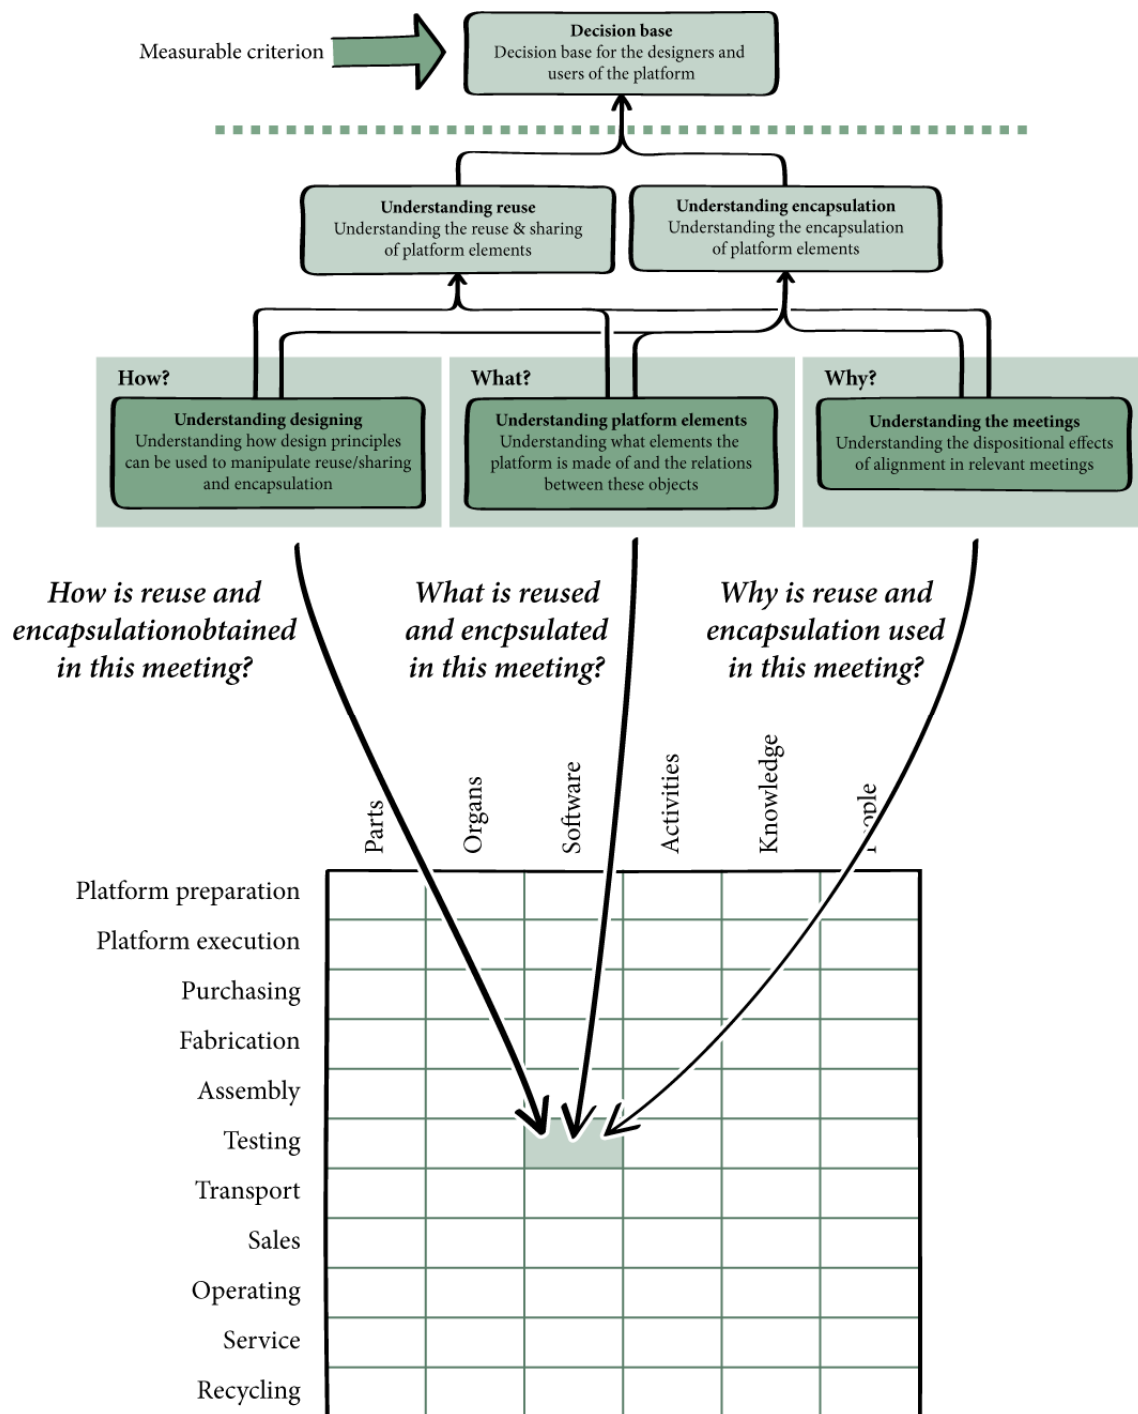 Measurable criterion
Decision base
Decision base for the designers and
users of the platform
Understanding reuse
Understanding the reuse & sharing
of platform elements
Understanding encapsulation
Understanding the encapsulation
of platform elements
How?
Understanding designing
Understanding how design principles
can be used to manipulate reuse/sharing
and encapsulation
What?
Understanding platform elements
Understanding what elements the
platform is made of and the relations
between these objects
Why?
Understanding the meetings
Understanding the dispositional effects
of alignment in relevant meetings
How is reuse and
encapsulationobtained
in this meeting?
What is reused
and encpsulated
in this meeting?
Why is reuse and
encapsulation used
in this meeting?
Parts
Organs
Software
Activities
Knowledge
Platform preparation
Platform execution
Purchasing
Fabrication
Assembly
Testing
Transport
Sales
Operating
Service
Recycling